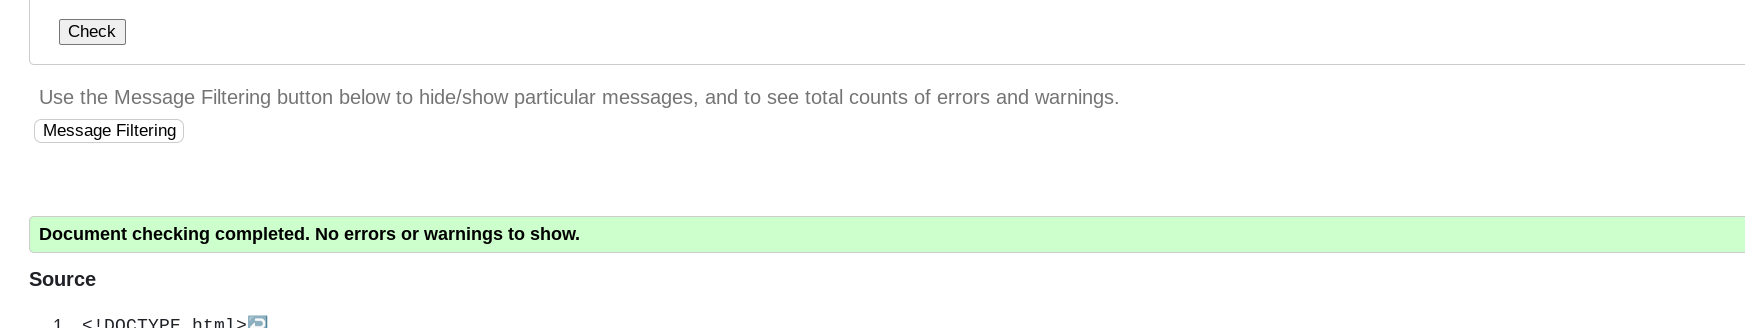 Check
Use the Message Filtering button below to hide/show particular messages, and to see total counts of errors and warnings.
Message Filtering
Document checking completed. No errors or warnings to show.
Source
1. <!DOCTYPE html>↩